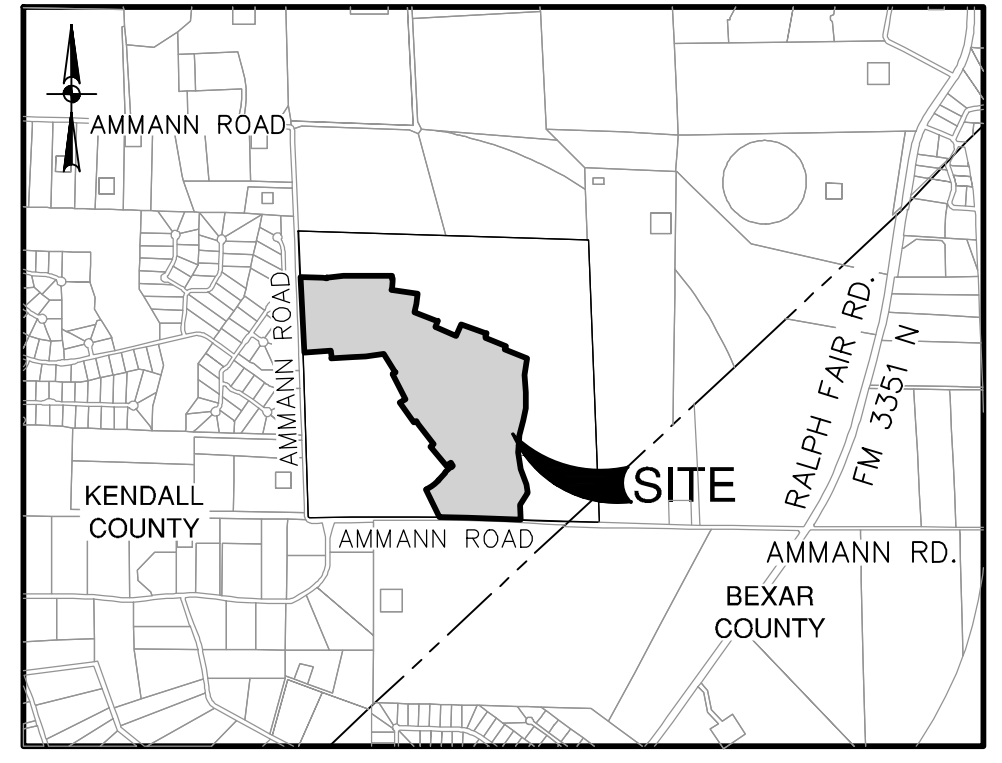 AMMANN ROAD
AMMANN ROAD
RALPH FAIR RD.
FM 3351 N
SITE
KENDALL
COUNTY
AMMANN ROAD
AMMANN RD.
BEXAR
COUNTY